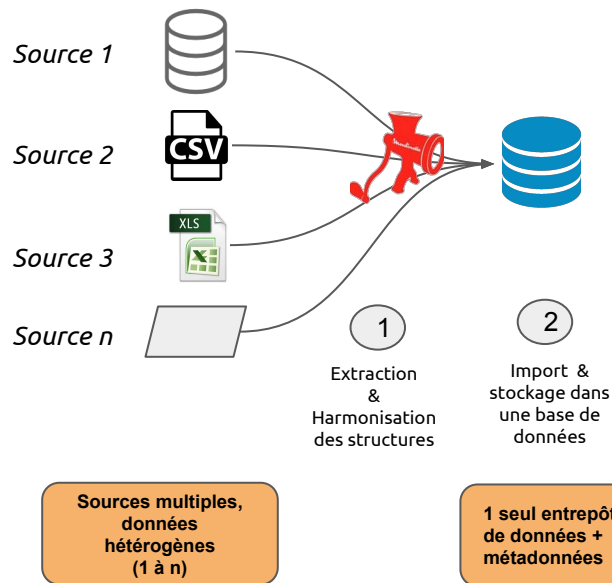 Source 1
Source 2
CSV
XLS
Source 3
Source n
1
2
Extraction
&
Harmonisation
des structures
Import &
stockage dans
une base de
données
Sources multiples,
données
hétérogènes
(1 à n)
1 seul entrepôt
de données +
métadonnées